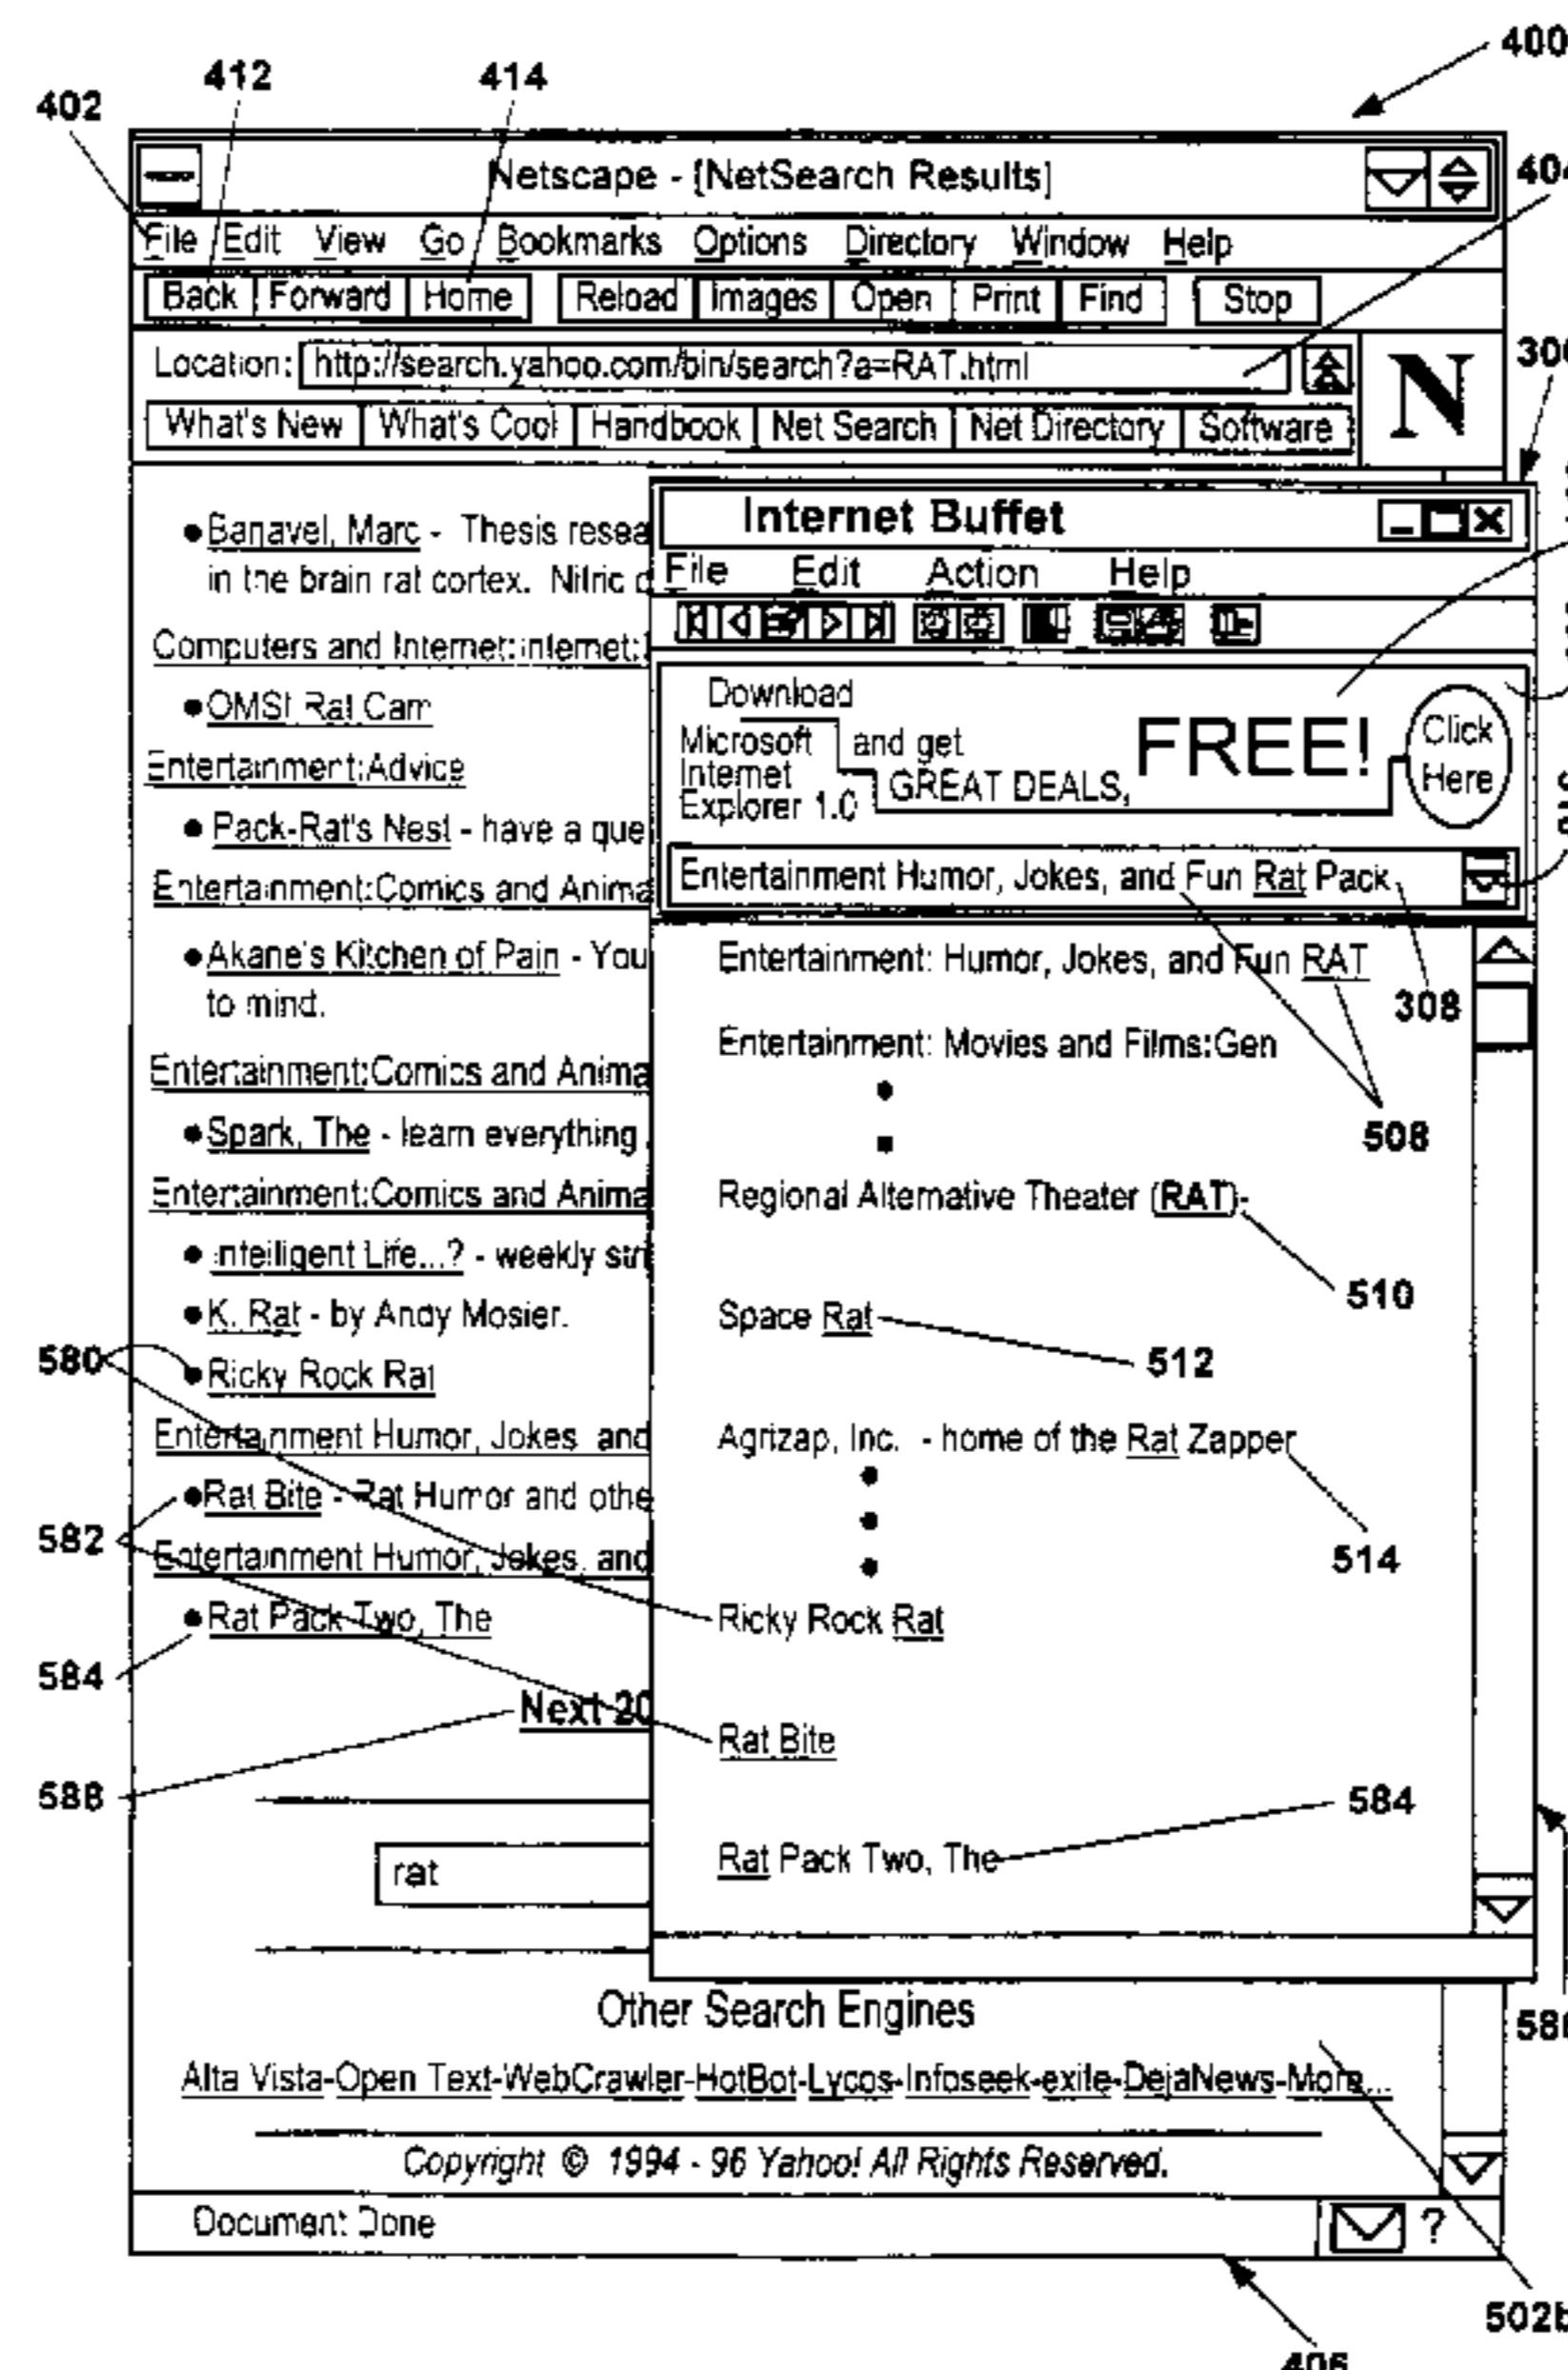 400
412
414
402
Netscape - [NetSearch Results]
404
File Edit View Go Bookmarks Options Directory Window Help
Back Forward Home Reload Images Open Print Find Stop
Location: http://search.yahoo.com/bin/search?a=RAT.html
N
What's New What's Cool Handbook Net Search Net Directory Software
Internet Buffet
File Edit Action Help
Download
Microsoft Internet Explorer 1.0
and get
GREAT DEALS,
FREE!
Click Here
Entertainment Humor, Jokes, and Fun Rat Pack
308
Entertainment: Humor, Jokes, and Fun RAT
Entertainment: Movies and Films:Gen
508
Regional Alternative Theater (RAT)-
510
Space Rat
512
Agrizap, Inc. - home of the Rat Zapper
514
Ricky Rock Rat
Rat Bite
584
Rat Pack Two, The
• Banavel, Marc - Thesis resea
in the brain rat cortex. Nitric
Computers and Internet:Internet:
• OMSI Rat Cam
Entertainment:Advice
• Pack-Rat's Nest - have a que
Entertainment:Comics and Anima
• Akane's Kitchen of Pain - You
to mind.
Entertainment:Comics and Anima
• Spark, The - learn everything
Entertainment:Comics and Anima
• Intelligent Life...? - weekly stri
• K. Rat - by Andy Mosier.
580
• Ricky Rock Rat
Entertainment Humor, Jokes and
582
• Rat Bite - Rat Humor and othe
Entertainment Humor, Jokes, and
• Rat Pack Two, The
584
Next 20
588
rat
Other Search Engines
Alta Vista-Open Text-WebCrawler-HotBot-Lycos-Infoseek-exite-DejaNews-More...
Copyright © 1994 - 96 Yahoo! All Rights Reserved.
Document Done
?
502b
406